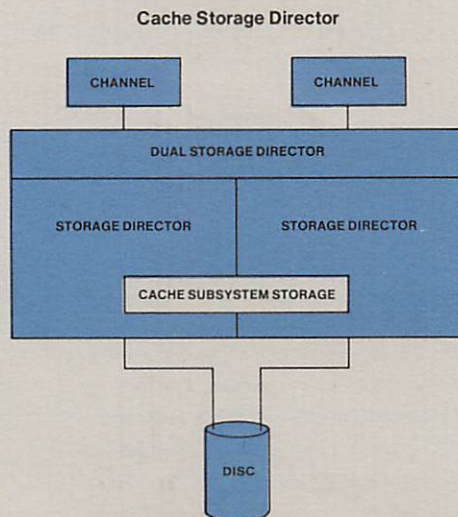 Cache Storage Director
CHANNEL
CHANNEL
DUAL STORAGE DIRECTOR
STORAGE DIRECTOR
STORAGE DIRECTOR
CACHE SUBSYSTEM STORAGE
DISC